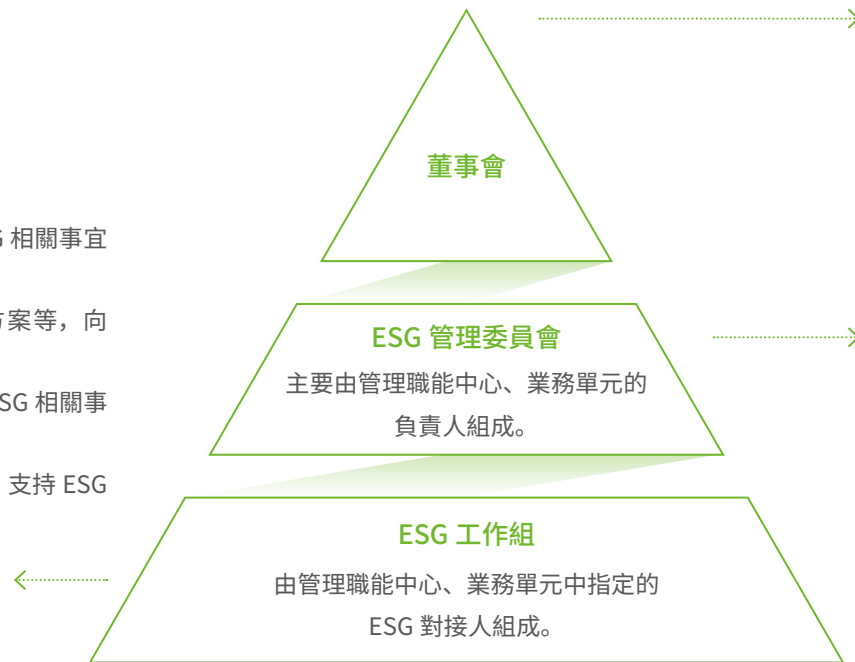 董事會
相關事宜
方案等，向
ESG 管理委員會
主要由管理職能中心、業務單元的
SG 相關事
負責人組成。
支持 ESG
ESG 工作組
由管理職能中心、業務單元中指定的
ESG 對接人組成。